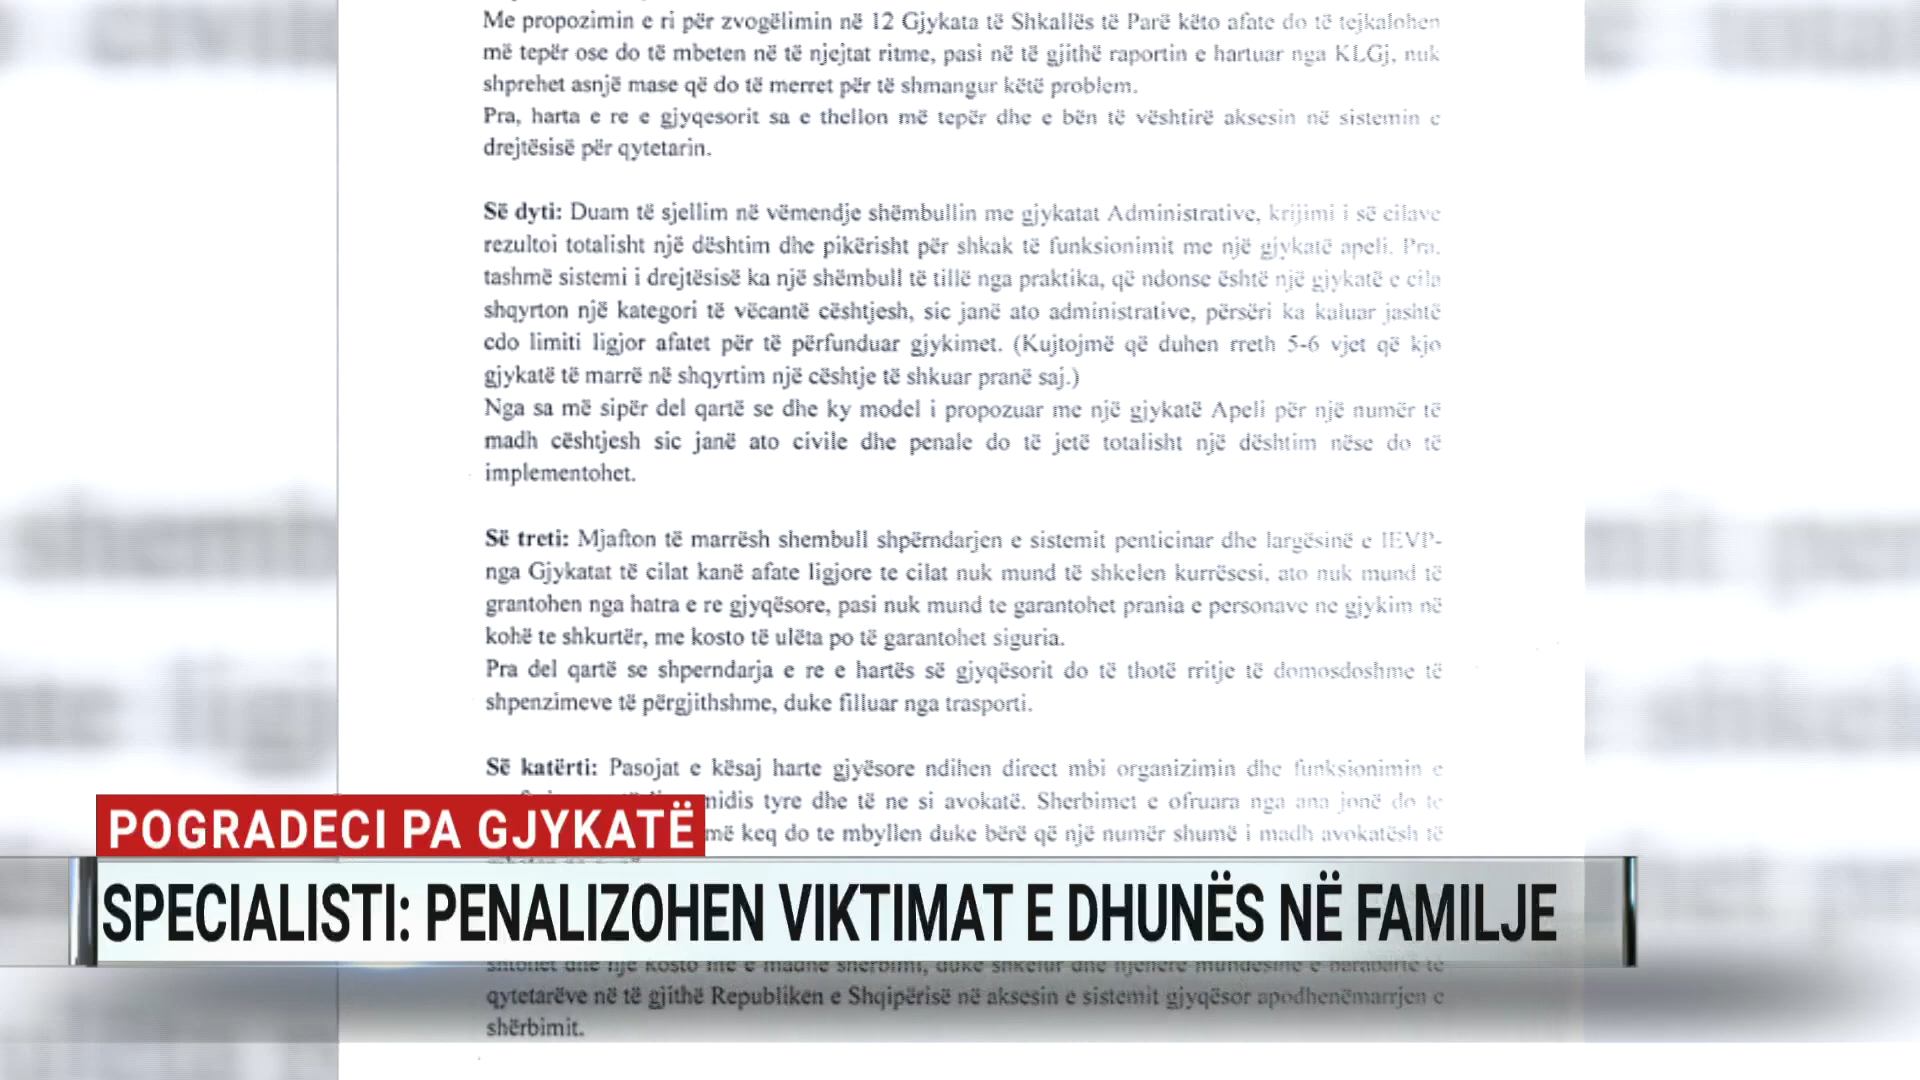 Me propozimin e ri për zvogëlimin në 12 Gjykata të Shkallës të Parë këto afate do të tejkalohen
më tepër ose do të mbeten në të njejtat ritme, pasi në të gjithë raportin e hartuar nga KLGj, nuk
shprehet asnjë mase që do të merret për të shmangur këtë problem.
Pra, harta e re e gjyqesorit sa e thellon më tepër dhe e bën të vështirë aksesin në sistemin e
drejtësisë për qytetarin.
Së dyti: Duam të sjellim në vëmendje shëmbullin me gjykatat Administrative, krijimi i së cilave
rezultoi totalisht një dështim dhe pikërisht për shkak të funksionimit me një gjykatë apeli. Pra,
tashmë sistemi i drejtësisë ka një shëmbull të tillë nga praktika, që ndonse është një gjykatë e cila
shqyrton një kategori të vëcantë cështjesh, sic janë ato administrative, përsëri ka kaluar jashtë
cdo limiti ligjor afatet për të përfunduar gjykimet. (Kujtojmë që duhen rreth 5-6 vjet që kjo
gjykatë të marrë në shqyrtim një cështje të shkuar pranë saj.)
Nga sa më sipër del qartë se dhe ky model i propozuar me një gjykatë Apeli për një numër të
madh cështjesh sic janë ato civile dhe penale do të jetë totalisht një dështim nëse do të
implementohet.
Së treti: Mjafton të marrësh shembull shpërndarjen e sistemit penticinar dhe largësinë e IEVP-
nga Gjykatat të cilat kanë afate ligjore te cilat nuk mund të shkelen kurrësesi, ato nuk mund të
grantohen nga hatra e re gjyqësore, pasi nuk mund te garantohet prania e personave ne gjykim në
kohë te shkurtër, me kosto të ulëta po të garantohet siguria.
Pra del qartë se shperndarja e re e hartës së gjyqësorit do të thotë rritje të domosdoshme të
shpenzimeve të përgjithshme, duke filluar nga trasporti.
Së katërti: Pasojat e kësaj harte gjyësore ndihen direct mbi organizimin dhe funksionimin e
midis tyre dhe të ne si avokatë. Sherbimet e ofruara nga ana jonë do te
më keq do te mbyllen duke bërë që një numër shumë i madh avokatësh të
POGRADECI PA GJYKATË
SPECIALISTI: PENALIZOHEN VIKTIMAT E DHUNËS NË FAMILJE
shtohet dhe një kosto më e madhe shërbimi, duke shkelur dhe njëherë mundësinë e barabartë të
qytetarëve në të gjithë Republiken e Shqipërisë në aksesin e sistemit gjyqësor apodhenëmarrjen e
shërbimit.